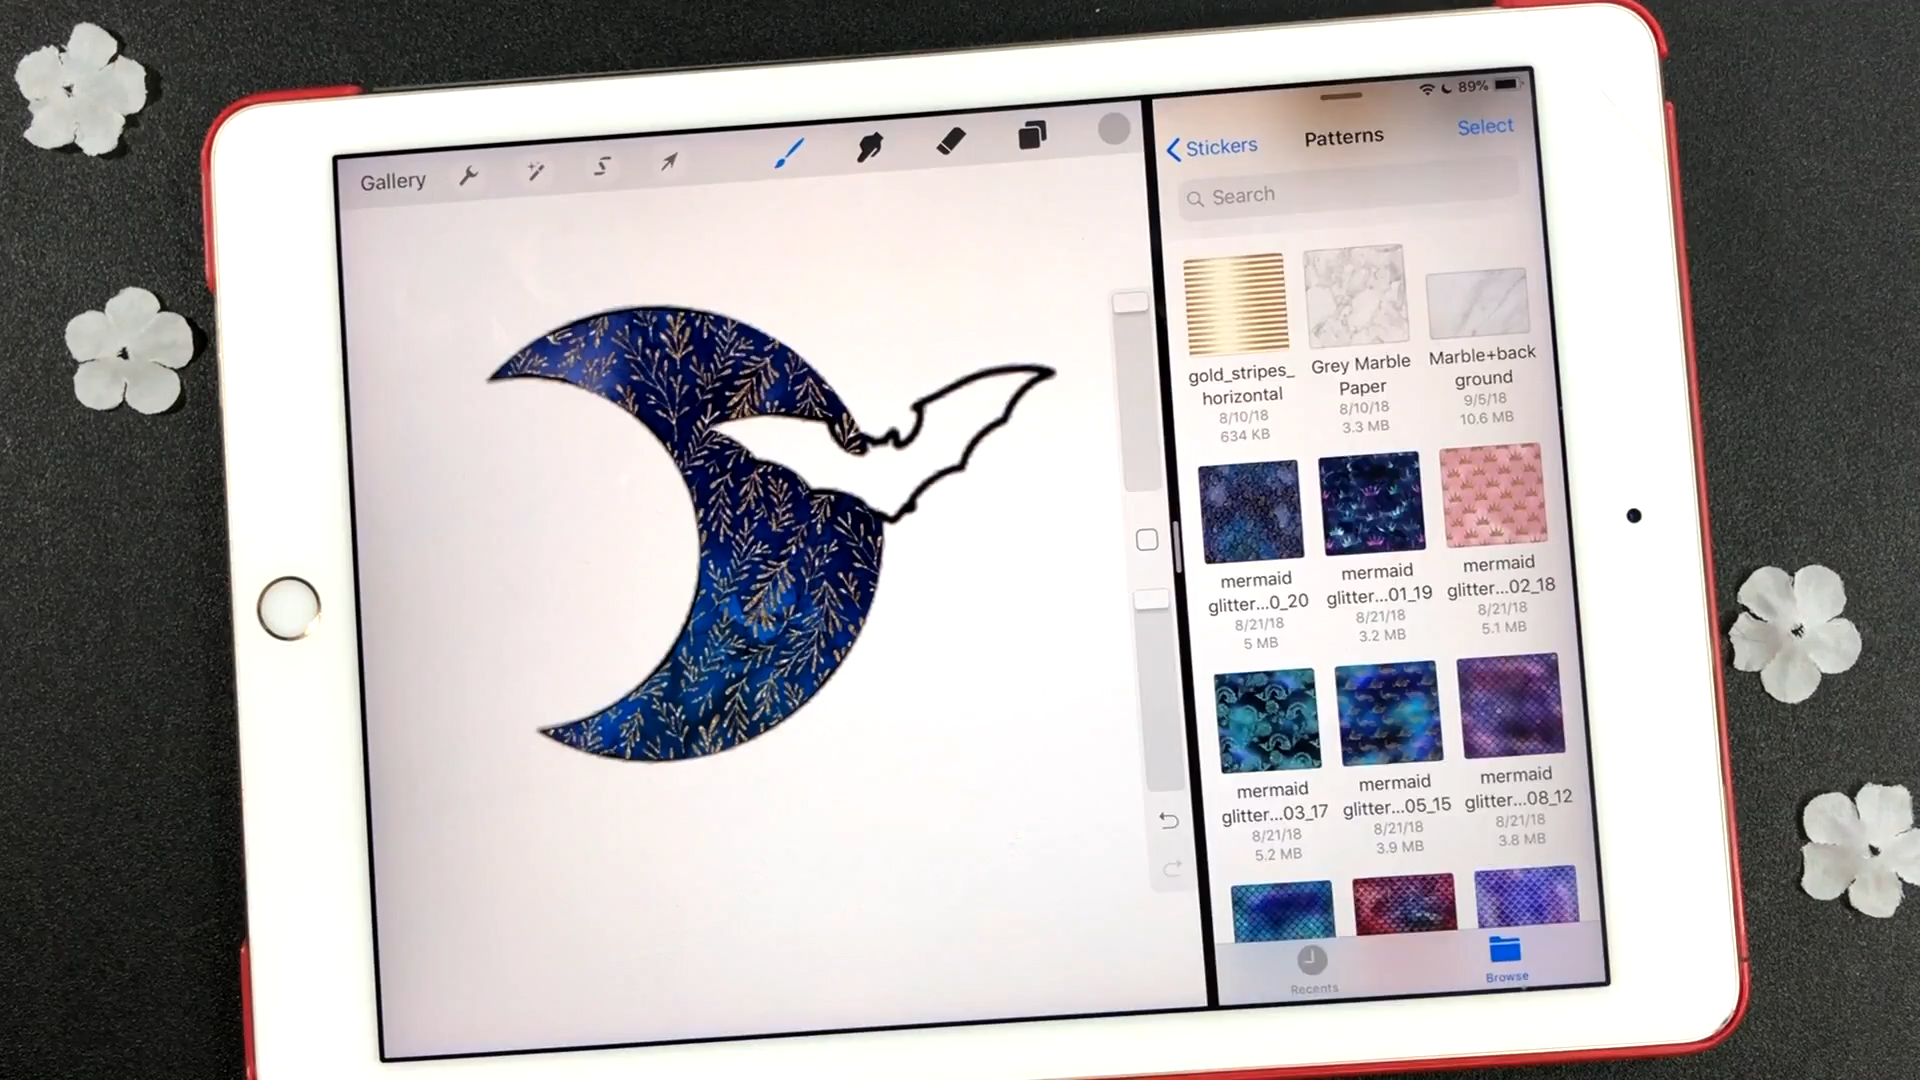 89%
Gallery
Stickers
Patterns
Select
Search
gold_stripes_
horizontal
8/10/18
634 KB
Grey Marble
Paper
8/10/18
3.3 MB
Marble+back
ground
9/5/18
10.6 MB
mermaid
glitter...0_20
8/21/18
5 MB
mermaid
glitter...01_19
8/21/18
3.2 MB
mermaid
glitter...02_18
8/21/18
5.1 MB
mermaid
glitter...03_17
8/21/18
5.2 MB
mermaid
glitter...05_15
8/21/18
3.9 MB
mermaid
glitter...08_12
8/21/18
3.8 MB
Recents
Browse